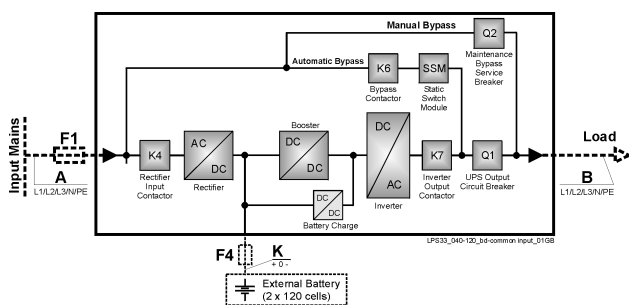 Manual Bypass
Q2
Maintenance
Bypass
Service
Breaker
Automatic Bypass
K6
Bypass
Contactor
SSM
Static
Switch
Module
Input Mains
F1
A
L1/L2/L3/N/PE
K4
Rectifier
Input
Contactor
AC
DC
Rectifier
Booster
DC
DC
DC
DC
Battery Charge
DC
AC
Inverter
K7
Inverter
Output
Contactor
Q1
UPS Output
Circuit Breaker
Load
B
L1/L2/L3/N/PE
LPS33_040-120_bd-common input_01GB
F4
K
+ 0 -
External Battery
(2 x 120 cells)